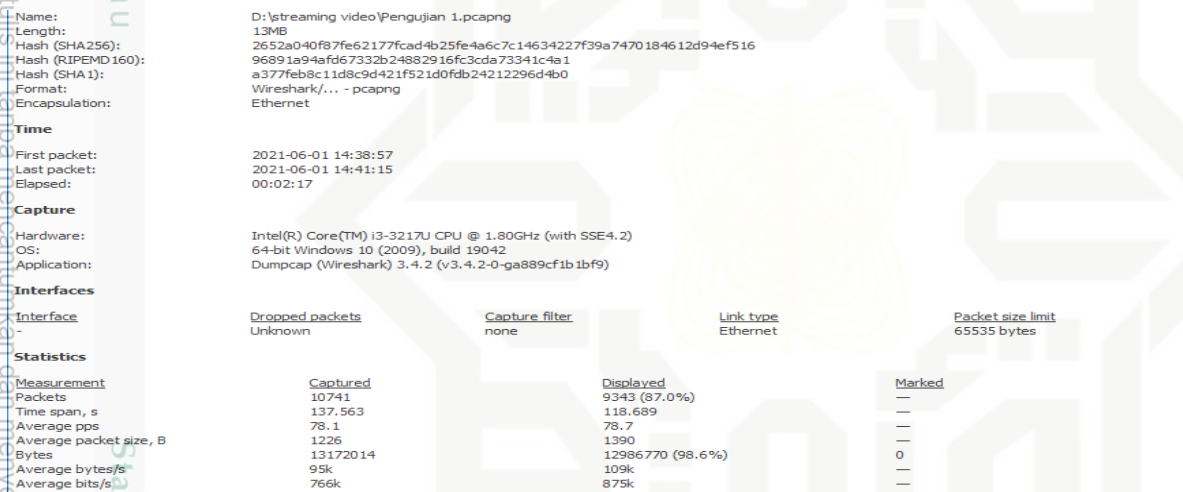 Name: D:\streaming video\Pengujian 1.pcapng
Length: 13MB
Hash (SHA256): 2652a040f87fe62177fcad4b25fe4a6c7c14634227f39a7470184612d94ef516
Hash (RIPEMD160): 96891a94afd67332b24882916fc3cda73341c4a1
Hash (SHA1): a377feb8c11d8c9d421f521d0fdb24212296d4b0
Format: Wireshark/... - pcapng
Encapsulation: Ethernet
Time
First packet: 2021-06-01 14:38:57
Last packet: 2021-06-01 14:41:15
Elapsed: 00:02:17
Capture
Hardware: Intel(R) Core(TM) i3-3217U CPU @ 1.80GHz (with SSE4.2)
OS: 64-bit Windows 10 (2009), build 19042
Application: Dumpcap (Wireshark) 3.4.2 (v3.4.2-0-ga889cf1b1bf9)
Interfaces
Interface Dropped packets Capture filter Link type Packet size limit
- Unknown none Ethernet 65535 bytes
Statistics
Measurement Captured Displayed Marked
Packets 10741 9343 (87.0%) —
Time span, s 137.563 118.689 —
Average pps 78.1 78.7 —
Average packet size, B 1226 1390 —
Bytes 13172014 12986770 (98.6%) 0
Average bytes/s 95k 109k —
Average bits/s 766k 875k —
tulis ini tanpa mencantumkan dan